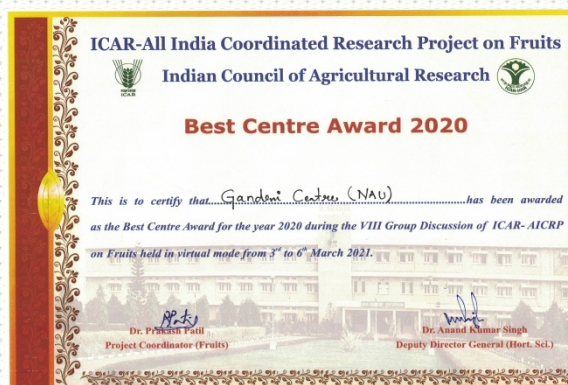 ICAR-All India Coordinated Research Project on Fruits
Indian Council of Agricultural Research
ICAR
Best Centre Award 2020
This is to certify that Gandevi Centre (NAU) has been awarded
as the Best Centre Award for the year 2020 during the VIII Group Discussion of ICAR- AICRP
on Fruits held in virtual mode from 3rd to 6th March 2021.
Dr. Prakash Patil
Project Coordinator (Fruits)
Dr. Anand Kumar Singh
Deputy Director General (Hort. Sci.)